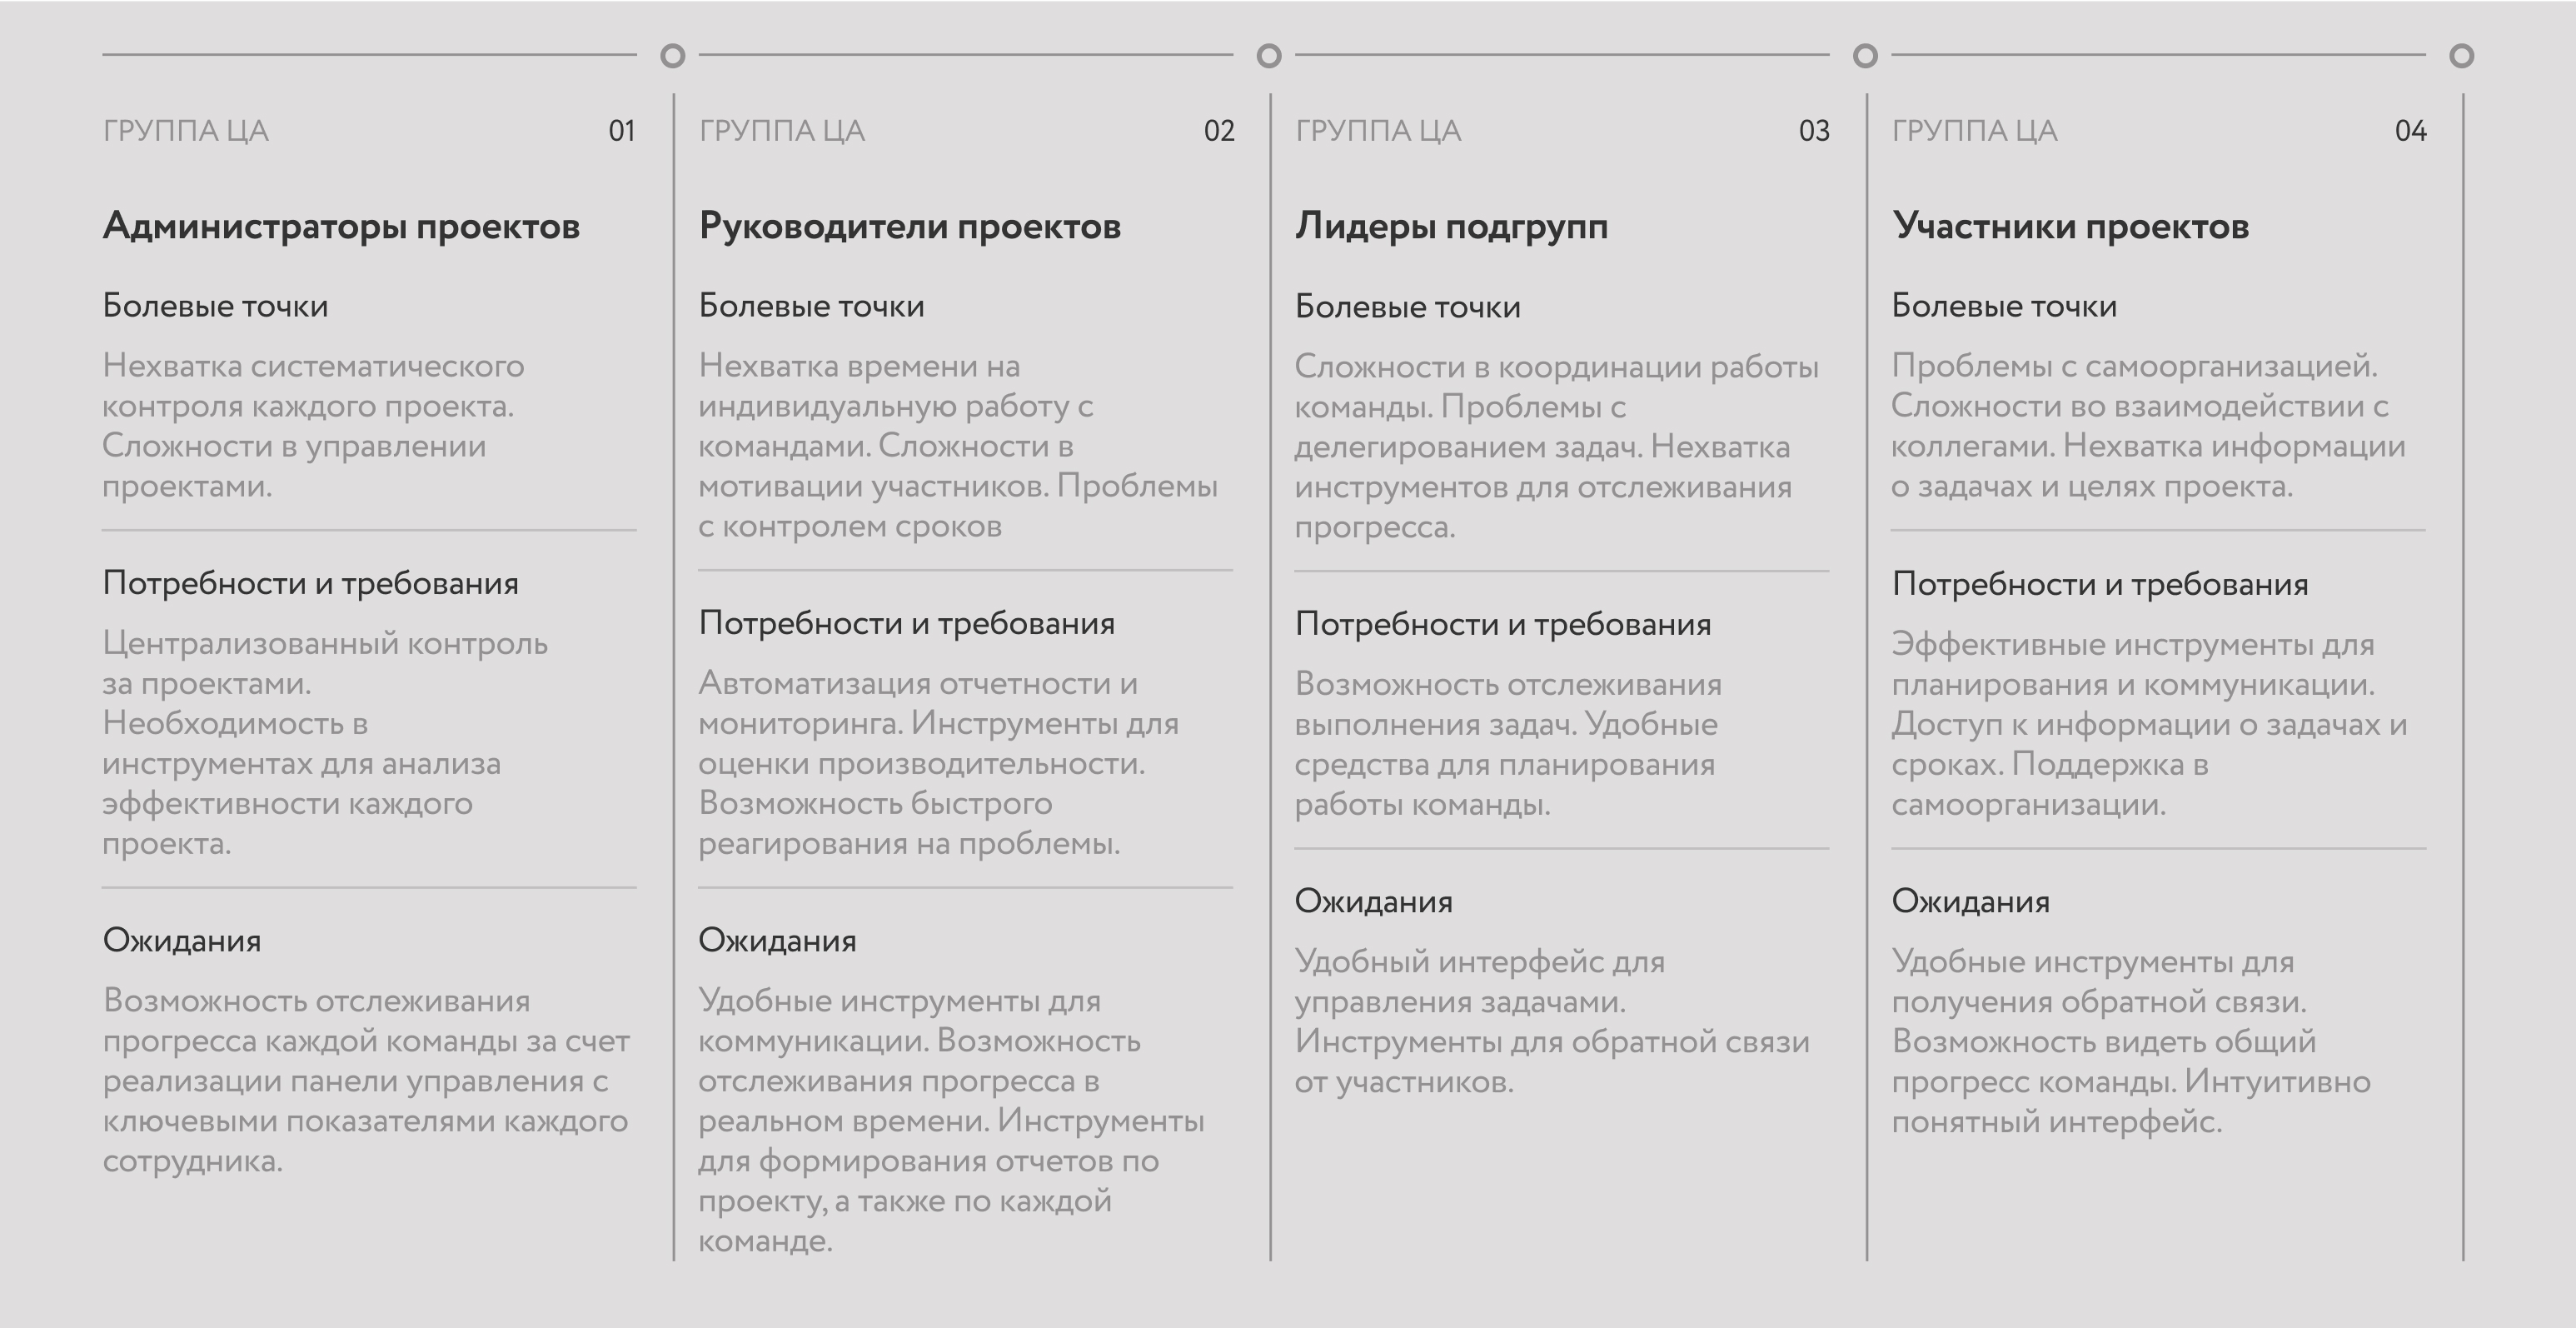 ГРУППА ЦА 01
Администраторы проектов
Болевые точки
Нехватка систематического
контроля каждого проекта.
Сложности в управлении
проектами.
Потребности и требования
Централизованный контроль
за проектами.
Необходимость в
инструментах для анализа
эффективности каждого
проекта.
Ожидания
Возможность отслеживания
прогресса каждой команды за счет
реализации панели управления с
ключевыми показателями каждого
сотрудника.
ГРУППА ЦА 02
Руководители проектов
Болевые точки
Нехватка времени на
индивидуальную работу с
командами. Сложности в
мотивации участников. Проблемы
с контролем сроков
Потребности и требования
Автоматизация отчетности и
мониторинга. Инструменты для
оценки производительности.
Возможность быстрого
реагирования на проблемы.
Ожидания
Удобные инструменты для
коммуникации. Возможность
отслеживания прогресса в
реальном времени. Инструменты
для формирования отчетов по
проекту, а также по каждой
команде.
ГРУППА ЦА 03
Лидеры подгрупп
Болевые точки
Сложности в координации работы
команды. Проблемы с
делегированием задач. Нехватка
инструментов для отслеживания
прогресса.
Потребности и требования
Возможность отслеживания
выполнения задач. Удобные
средства для планирования
работы команды.
Ожидания
Удобный интерфейс для
управления задачами.
Инструменты для обратной связи
от участников.
ГРУППА ЦА 04
Участники проектов
Болевые точки
Проблемы с самоорганизацией.
Сложности во взаимодействии с
коллегами. Нехватка информации
о задачах и целях проекта.
Потребности и требования
Эффективные инструменты для
планирования и коммуникации.
Доступ к информации о задачах и
сроках. Поддержка в
самоорганизации.
Ожидания
Удобные инструменты для
получения обратной связи.
Возможность видеть общий
прогресс команды. Интуитивно
понятный интерфейс.